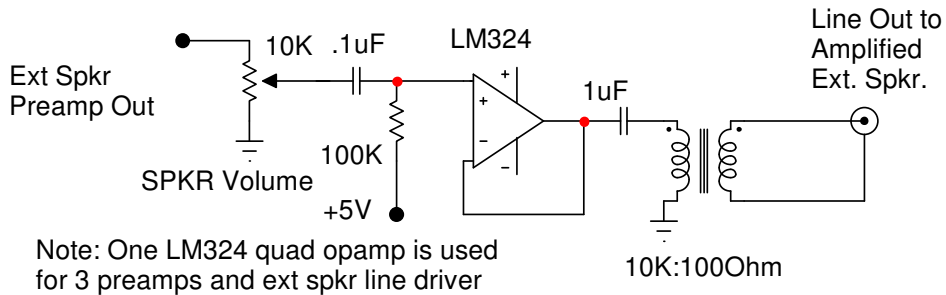 Line Out to
Amplified
Ext. Spkr.
10K
.1uF
LM324
Ext Spkr
Preamp Out
+
+
−
−
1uF
100K
SPKR Volume
+5V
10K:100Ohm
Note: One LM324 quad opamp is used
for 3 preamps and ext spkr line driver